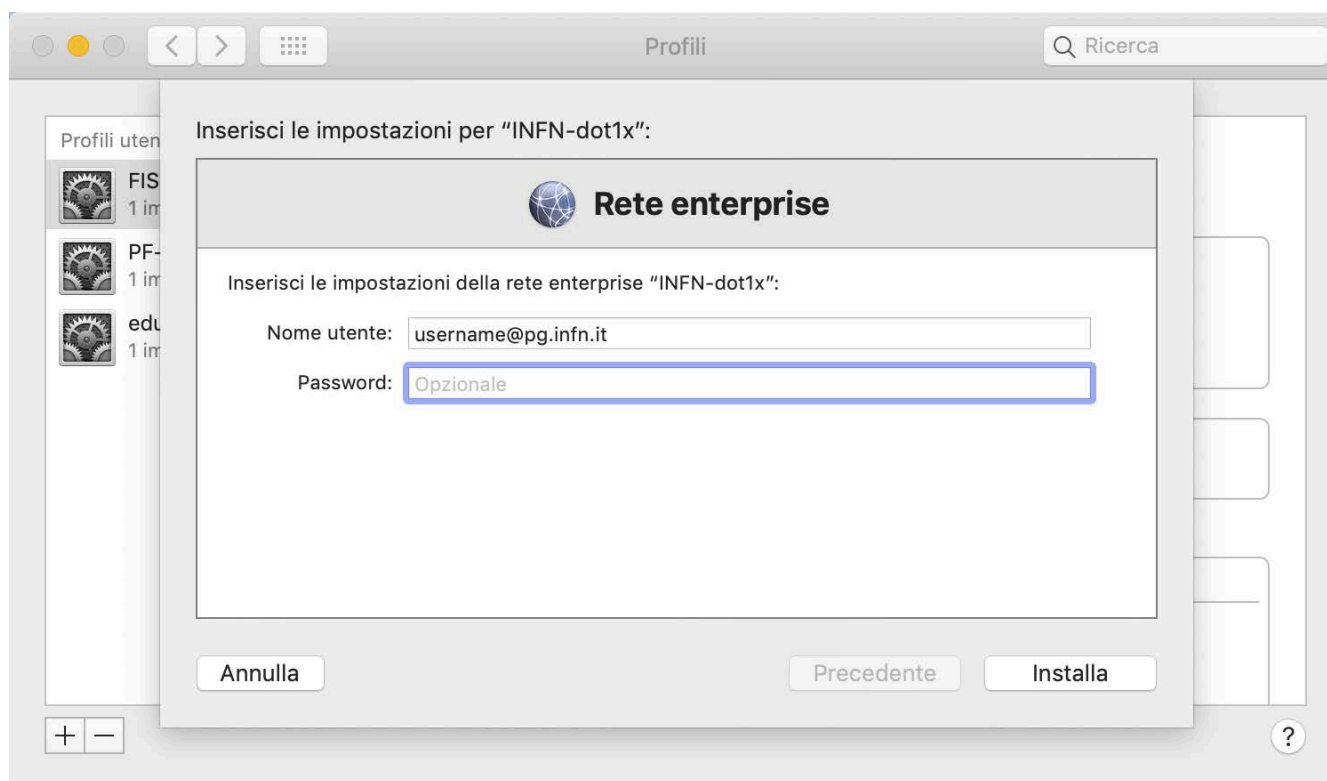 Profili
Ricerca
Profili uten
FIS
1 im
PF-
1 im
edu
1 im
Inserisci le impostazioni per “INFN-dot1x”:
Rete enterprise
Inserisci le impostazioni della rete enterprise “INFN-dot1x”:
Nome utente: username@pg.infn.it
Password: Opzionale
Annulla Precedente Installa
?